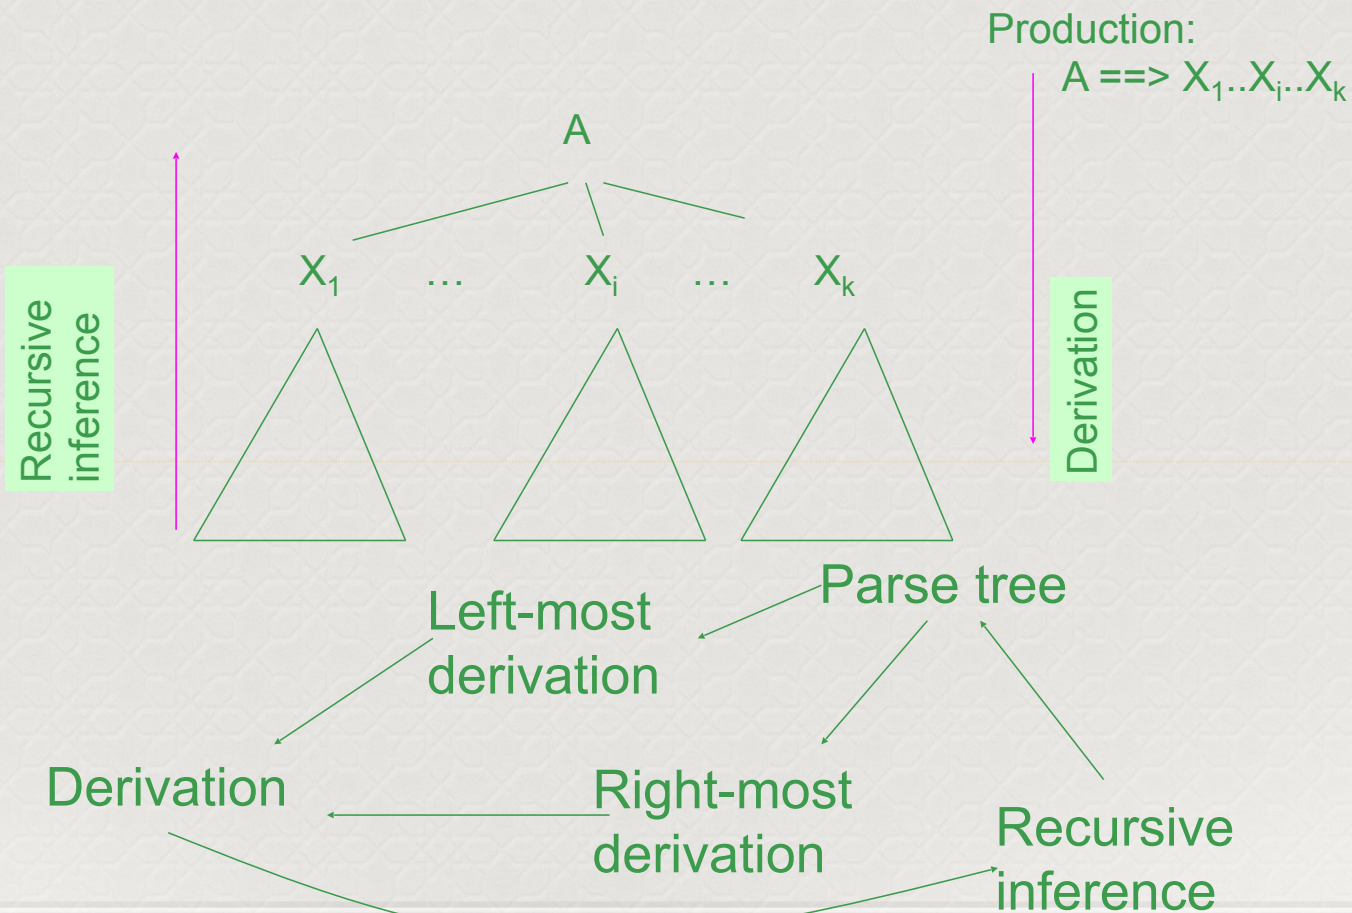 Production:
A ==> X₁..Xᵢ..Xₖ
A
X₁ … Xᵢ … Xₖ
Recursive
inference
Derivation
Parse tree
Left-most
derivation
Derivation
Right-most
derivation
Recursive
inference